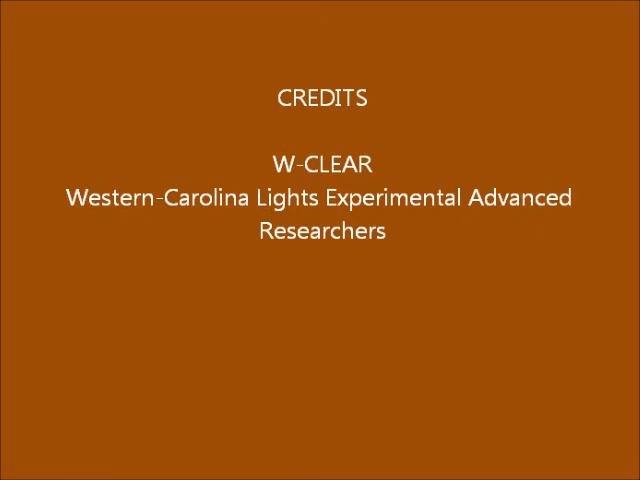 CREDITS
W-CLEAR
Western-Carolina Lights Experimental Advanced
Researchers